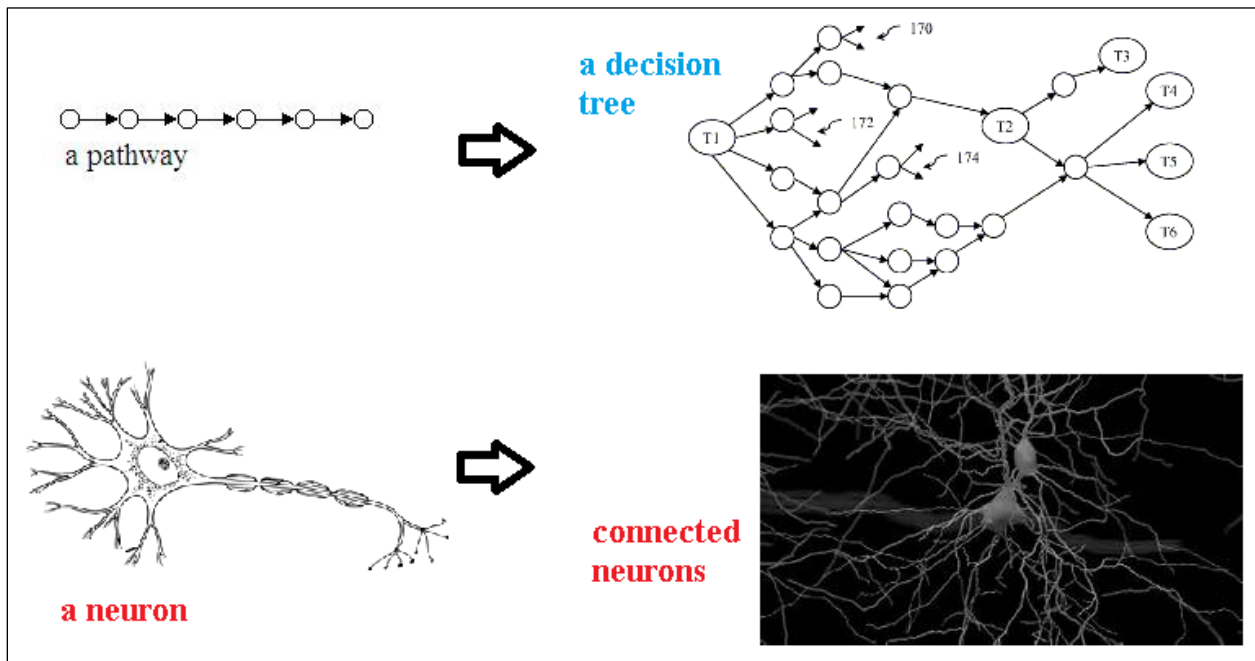 a pathway
a decision
tree
170
172
174
T1
T2
T3
T4
T5
T6
a neuron
connected
neurons